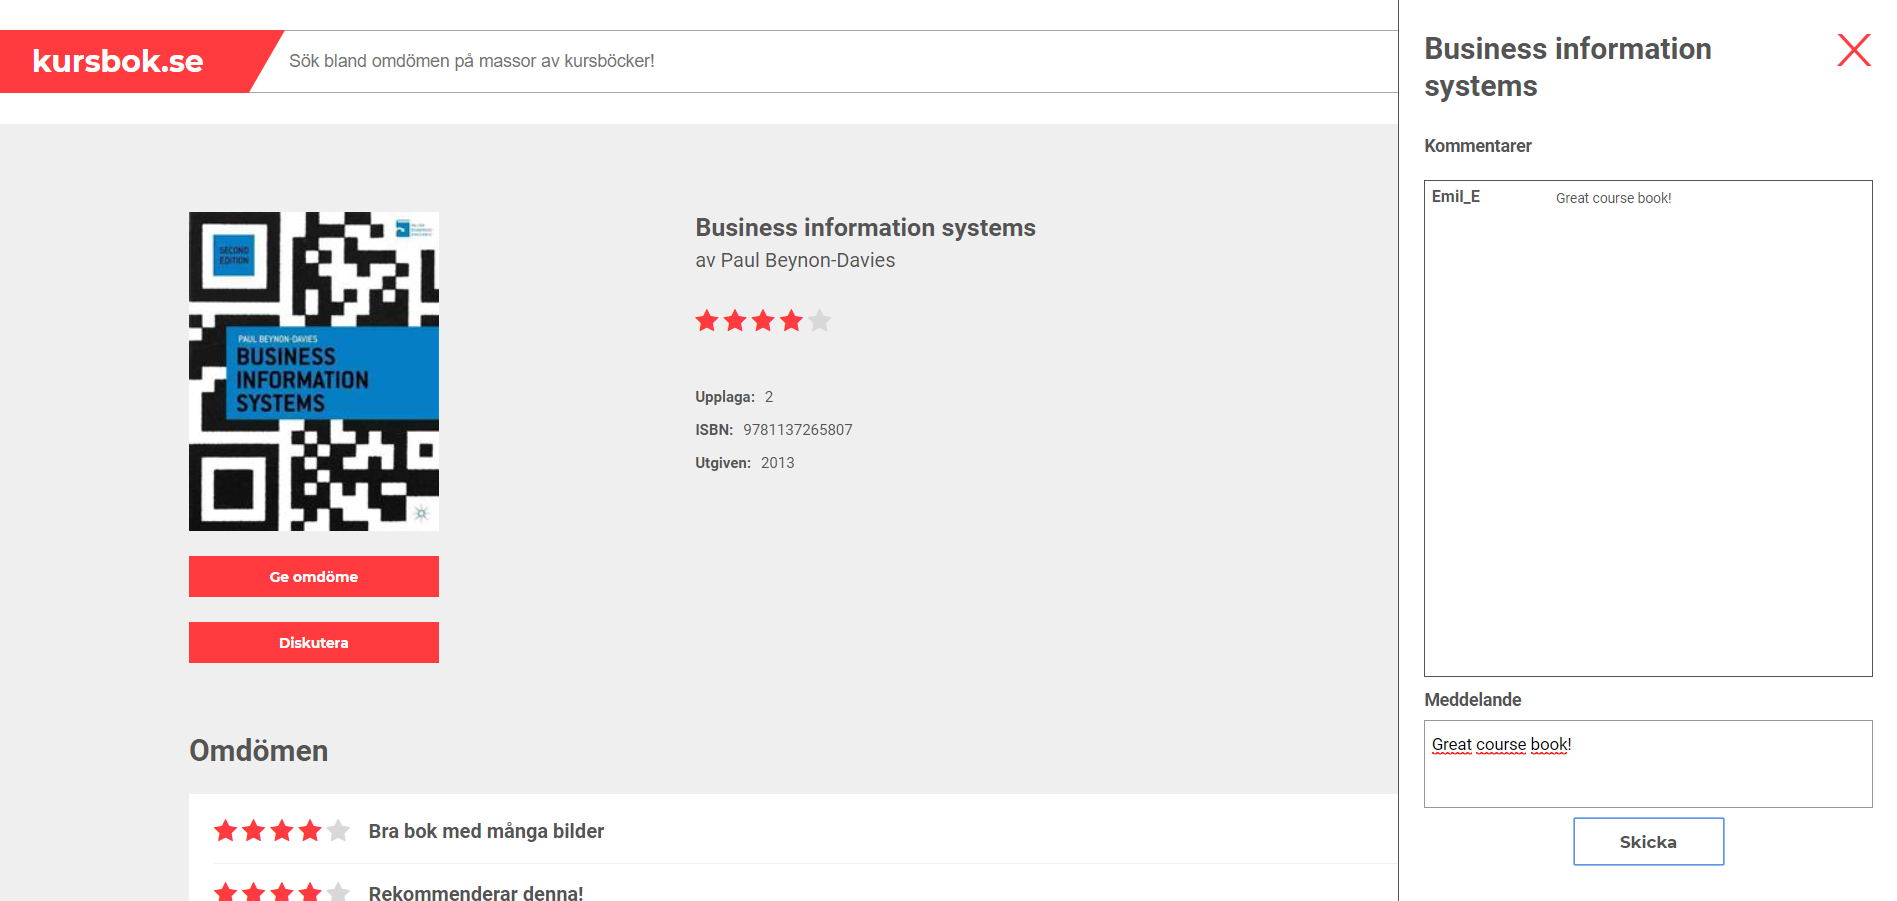 kursbok.se
Sök bland omdömen på massor av kursböcker!
SECOND
EDITION
PAUL BEYNON-DAVIES
BUSINESS
INFORMATION
SYSTEMS
Ge omdöme
Diskutera
Business information systems
av Paul Beynon-Davies
Upplaga: 2
ISBN: 9781137265807
Utgiven: 2013
Omdömen
Bra bok med många bilder
Rekommenderar denna!
Business information
systems
Kommentarer
Emil_E Great course book!
Meddelande
Great course book!
Skicka